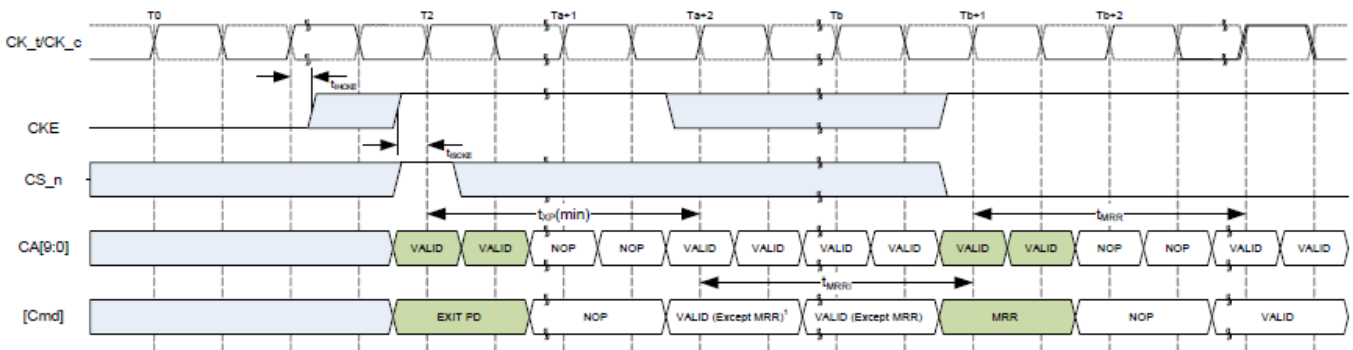 T0 T2 Ta+1 Ta+2 Tb Tb+1 Tb+2
CK_t/CK_c
tIHCKE
CKE
tISCKE
CS_n
tXP(min) tMRR
CA[9:0] VALID VALID NOP NOP VALID VALID VALID VALID VALID VALID NOP NOP VALID VALID
tMRRI
[Cmd] EXIT PD NOP VALID (Except MRR)¹ VALID (Except MRR) MRR NOP VALID